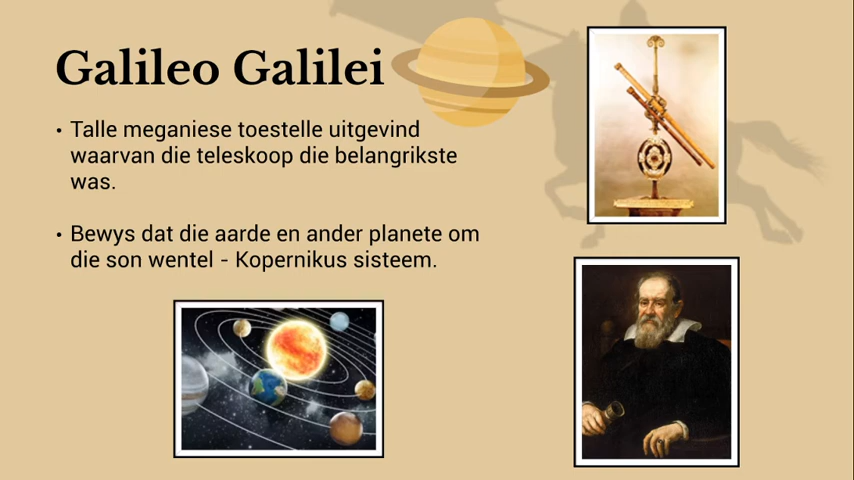 Galileo Galilei
• Talle meganiese toestelle uitgevind
waarvan die teleskoop die belangrikste
was.
• Bewys dat die aarde en ander planete om
die son wentel - Kopernikus sisteem.